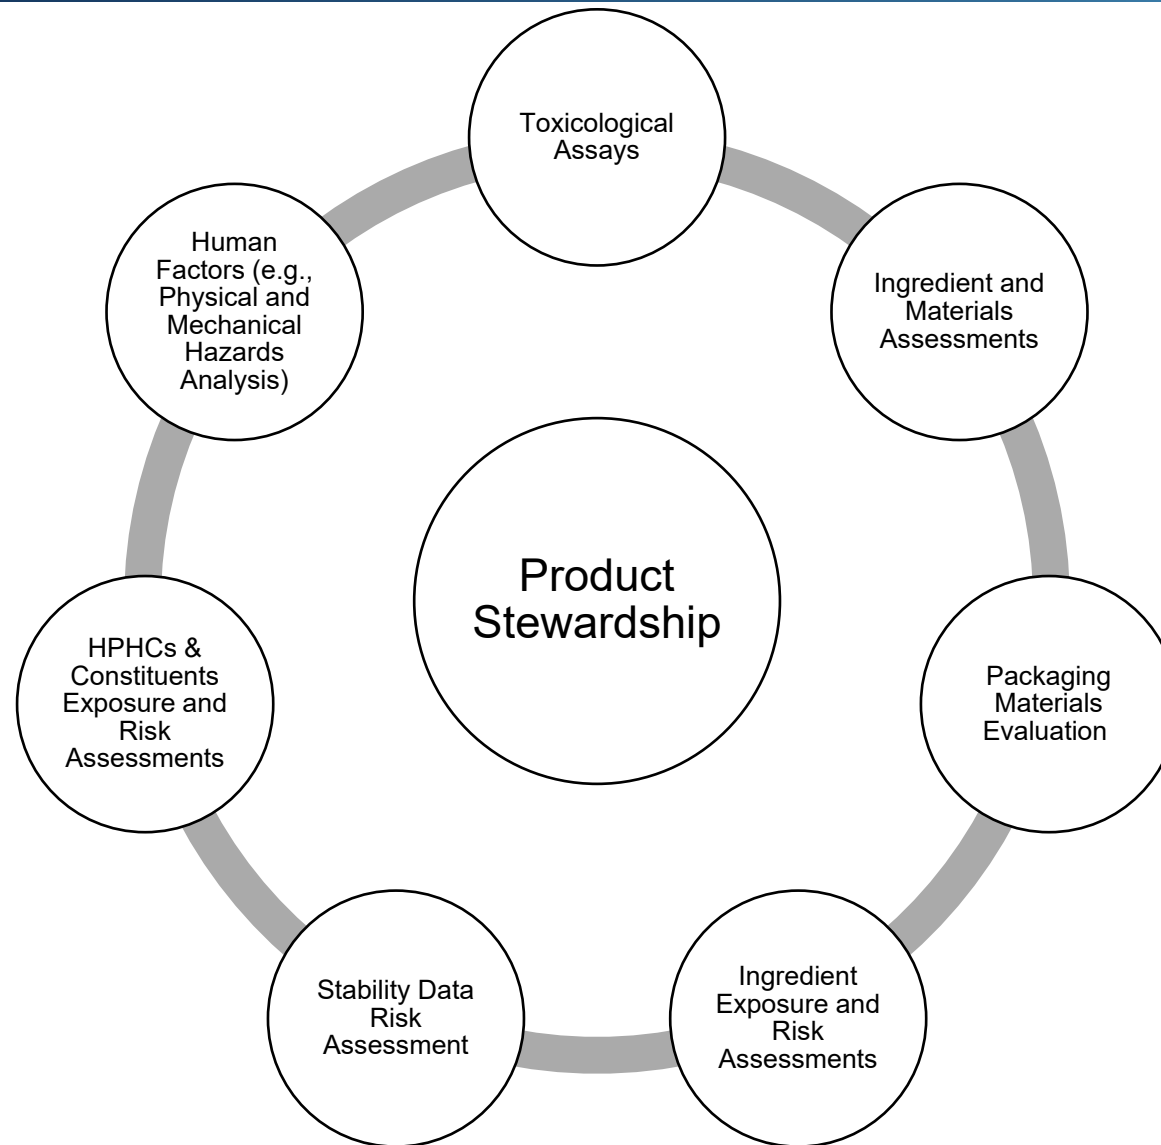 Toxicological
Assays
Ingredient and
Materials
Assessments
Packaging
Materials
Evaluation
Ingredient
Exposure and
Risk
Assessments
Stability Data
Risk
Assessment
HPHCs &
Constituents
Exposure and
Risk
Assessments
Human
Factors (e.g.,
Physical and
Mechanical
Hazards
Analysis)
Product
Stewardship